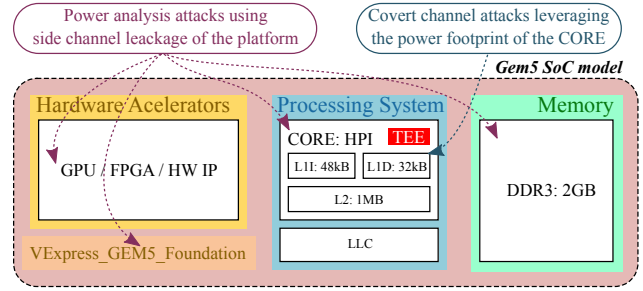 Power analysis attacks using
side channel leackage of the platform
Covert channel attacks leveraging
the power footprint of the CORE
Gem5 SoC model
Hardware Acelerators
GPU / FPGA / HW IP
VExpress_GEM5_Foundation
Processing System
CORE: HPI
TEE
L1I: 48kB
L1D: 32kB
L2: 1MB
LLC
Memory
DDR3: 2GB